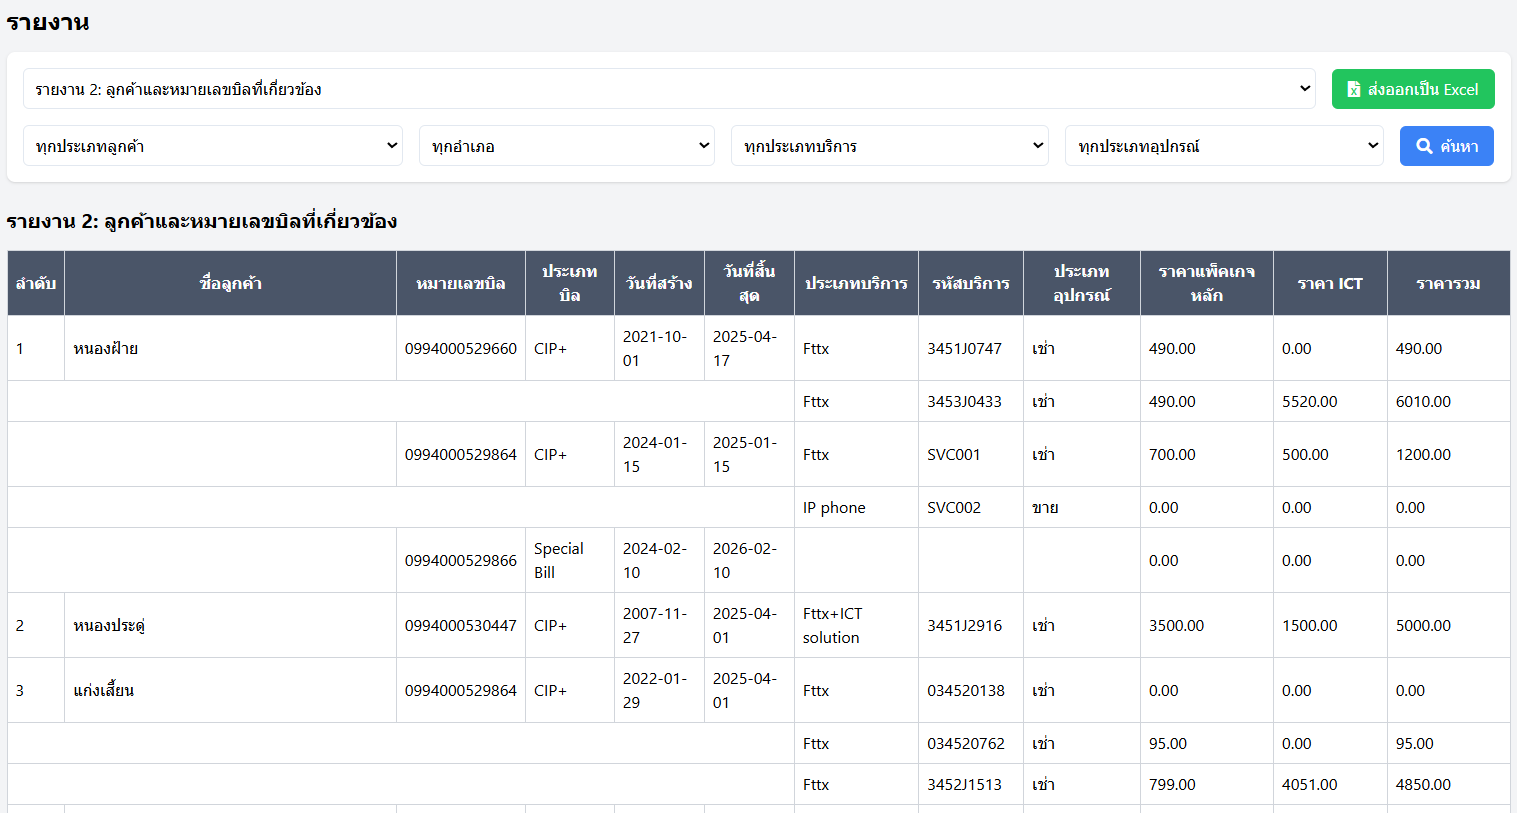 รายงาน
รายงาน 2: ลูกค้าและหมายเลขบิลที่เกี่ยวข้อง
ส่งออกเป็น Excel
ทุกประเภทลูกค้า
ทุกอำเภอ
ทุกประเภทบริการ
ทุกประเภทอุปกรณ์
ค้นหา
รายงาน 2: ลูกค้าและหมายเลขบิลที่เกี่ยวข้อง
ลำดับ ชื่อลูกค้า หมายเลขบิล ประเภทบิล วันที่สร้าง วันที่สิ้นสุด ประเภทบริการ รหัสบริการ ประเภทอุปกรณ์ ราคาแพ็คเกจหลัก ราคา ICT ราคารวม
1 หนองฝ้าย 0994000529660 CIP+ 2021-10-01 2025-04-17 Fttx 3451J0747 เช่า 490.00 0.00 490.00
Fttx 3453J0433 เช่า 490.00 5520.00 6010.00
0994000529864 CIP+ 2024-01-15 2025-01-15 Fttx SVC001 เช่า 700.00 500.00 1200.00
IP phone SVC002 ขาย 0.00 0.00 0.00
0994000529866 Special Bill 2024-02-10 2026-02-10 0.00 0.00 0.00
2 หนองประดู่ 0994000530447 CIP+ 2007-11-27 2025-04-01 Fttx+ICT solution 3451J2916 เช่า 3500.00 1500.00 5000.00
3 แก่งเสี้ยน 0994000529864 CIP+ 2022-01-29 2025-04-01 Fttx 034520138 เช่า 0.00 0.00 0.00
Fttx 034520762 เช่า 95.00 0.00 95.00
Fttx 3452J1513 เช่า 799.00 4051.00 4850.00